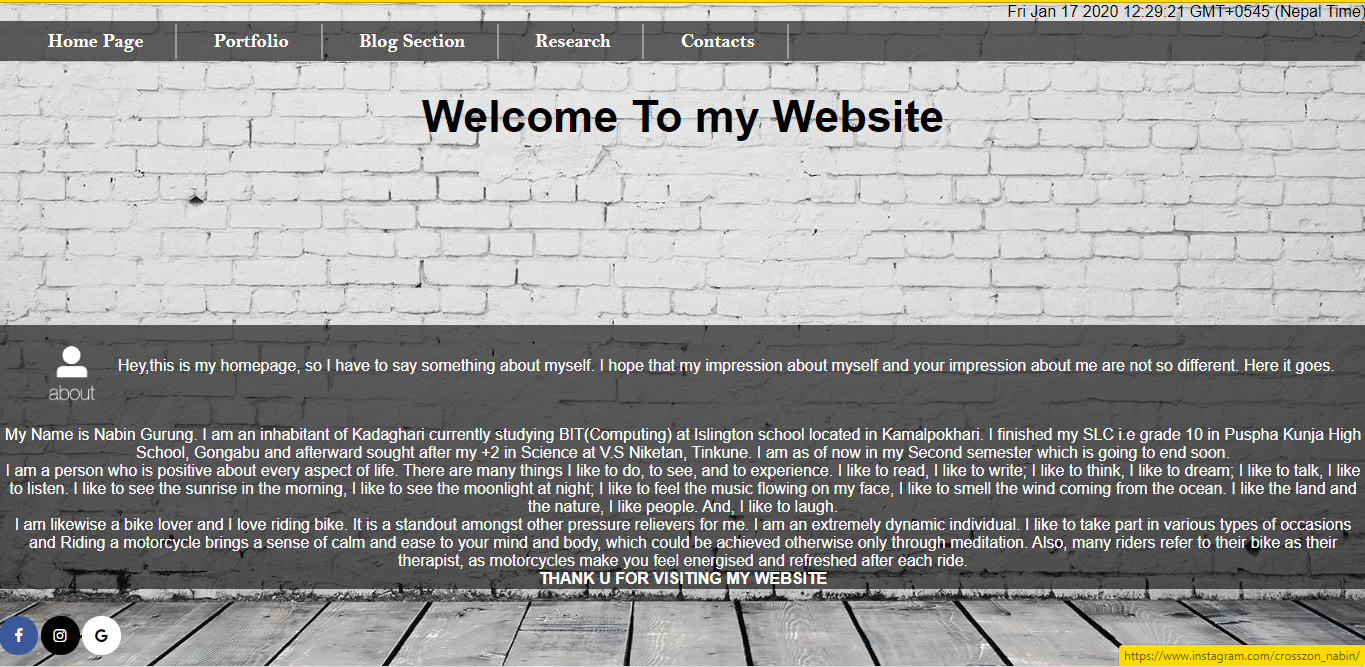 Fri Jan 17 2020 12:29:21 GMT+0545 (Nepal Time)
Home Page Portfolio Blog Section Research Contacts
Welcome To my Website
about
Hey,this is my homepage, so I have to say something about myself. I hope that my impression about myself and your impression about me are not so different. Here it goes.
My Name is Nabin Gurung. I am an inhabitant of Kadaghari currently studying BIT(Computing) at Islington school located in Kamalpokhari. I finished my SLC i.e grade 10 in Puspha Kunja High
School, Gongabu and afterward sought after my +2 in Science at V.S Niketan, Tinkune. I am as of now in my Second semester which is going to end soon.
I am a person who is positive about every aspect of life. There are many things I like to do, to see, and to experience. I like to read, I like to write; I like to think, I like to dream; I like to talk, I like
to listen. I like to see the sunrise in the morning, I like to see the moonlight at night; I like to feel the music flowing on my face, I like to smell the wind coming from the ocean. I like the land and
the nature, I like people. And, I like to laugh.
I am likewise a bike lover and I love riding bike. It is a standout amongst other pressure relievers for me. I am an extremely dynamic individual. I like to take part in various types of occasions
and Riding a motorcycle brings a sense of calm and ease to your mind and body, which could be achieved otherwise only through meditation. Also, many riders refer to their bike as their
therapist, as motorcycles make you feel energised and refreshed after each ride.
THANK U FOR VISITING MY WEBSITE
f G
https://www.instagram.com/crosszon_nabin/